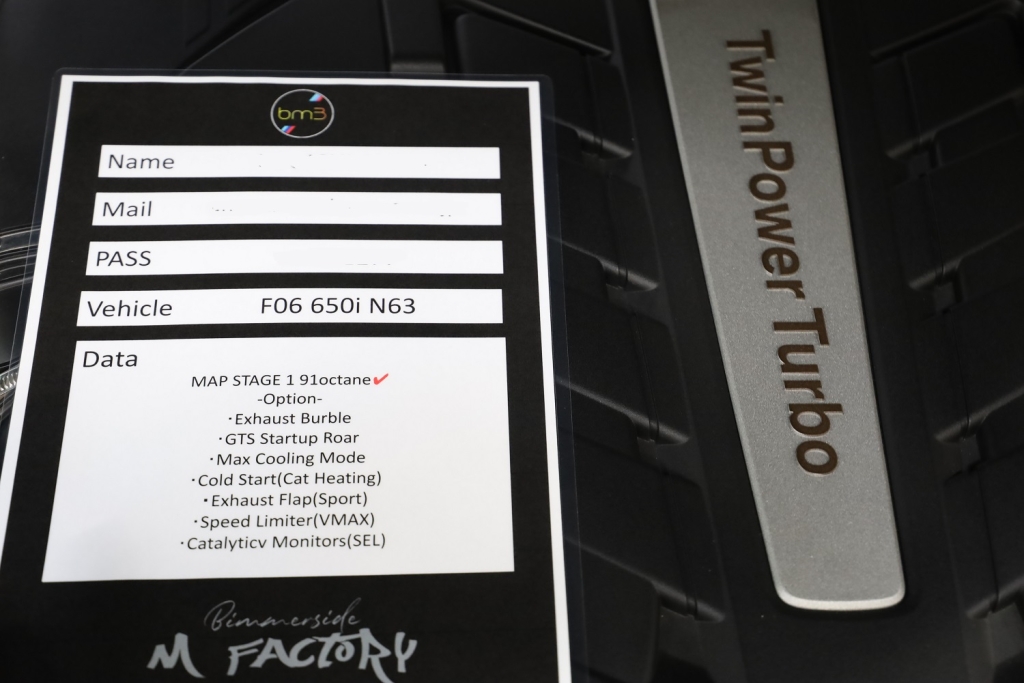 bm3
Name
Mail
PASS
Vehicle F06 650i N63
Data
MAP STAGE 1 91octane✓
-Option-
・Exhaust Burble
・GTS Startup Roar
・Max Cooling Mode
・Cold Start(Cat Heating)
・Exhaust Flap(Sport)
・Speed Limiter(VMAX)
・Catalyticv Monitors(SEL)
Bimmerside
M FACTORY
TwinPower Turbo